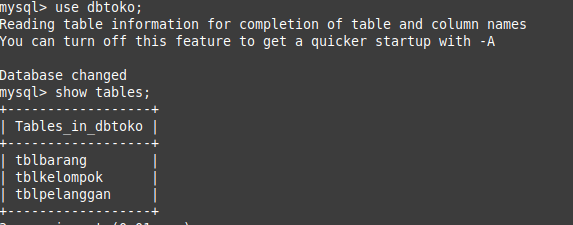 mysql> use dbtoko;
Reading table information for completion of table and column names
You can turn off this feature to get a quicker startup with -A
Database changed
mysql> show tables;
+------------------+
| Tables_in_dbtoko |
+------------------+
| tblbarang        |
| tblkelompok      |
| tblpelanggan     |
+------------------+